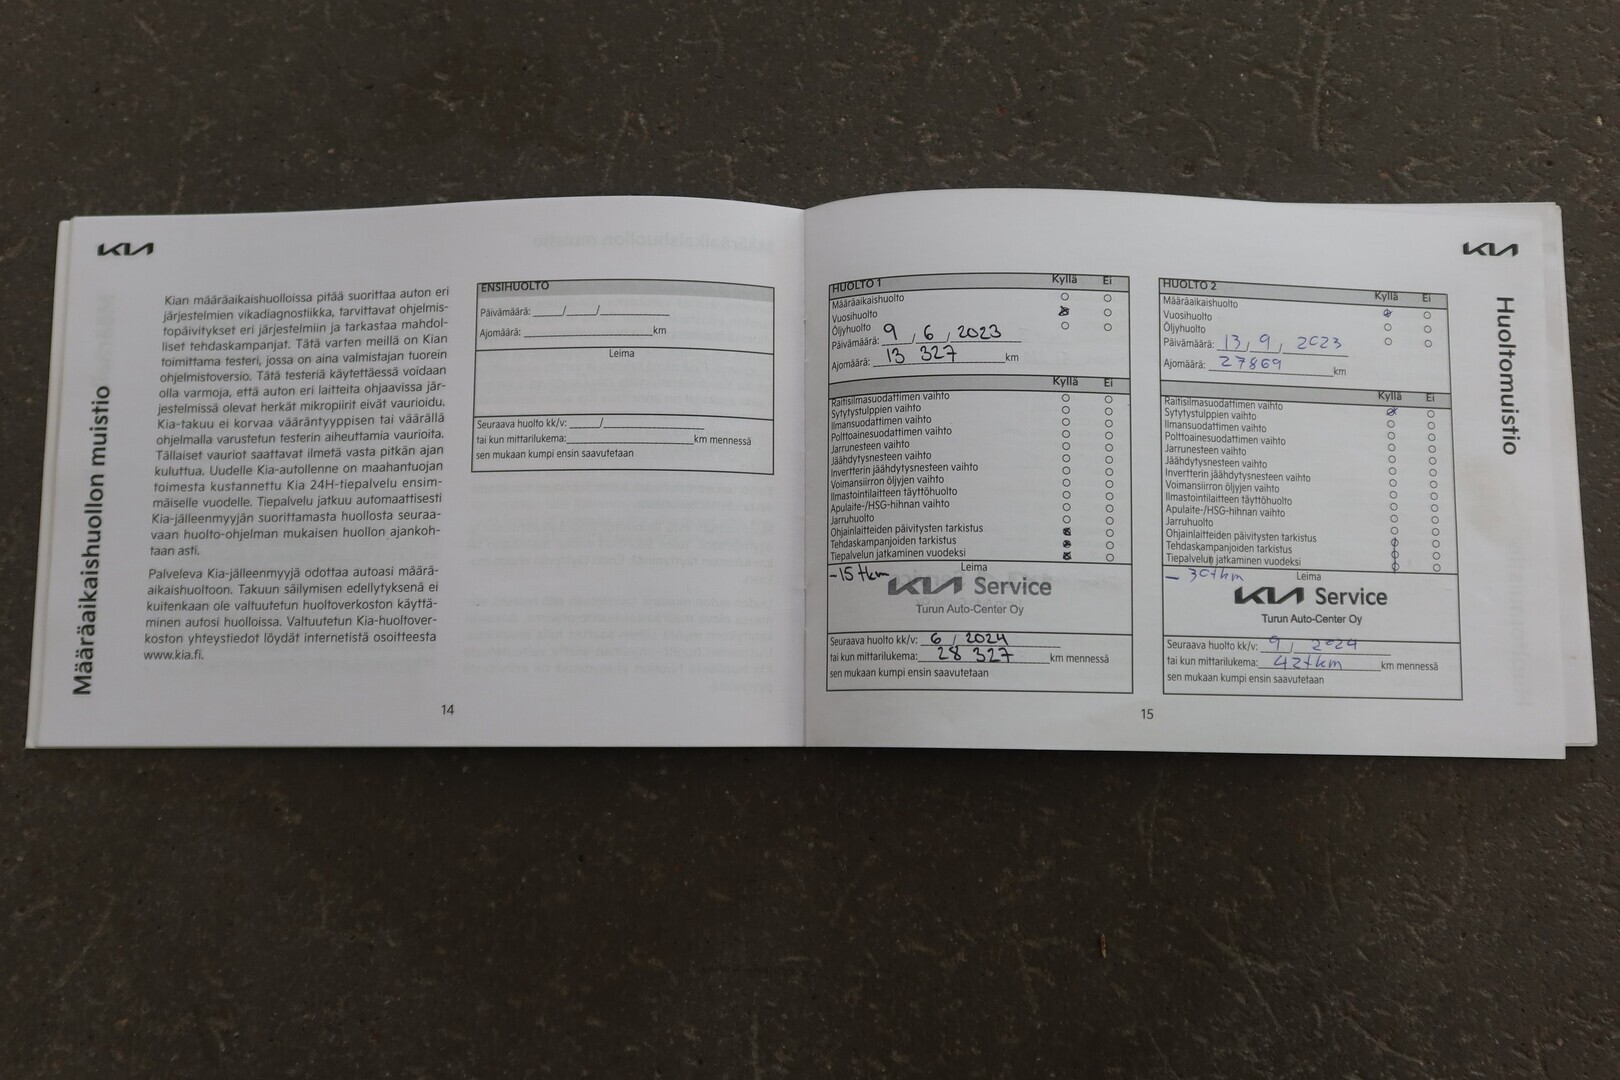 KIA
Määräaikaishuollon muistio
Kian määräaikaishuolloissa pitää suorittaa auton eri
järjestelmien vikadiagnostiikka, tarvittavat ohjelmis-
topäivitykset eri järjestelmiin ja tarkastaa mahdol-
liset tehdaskampanjat. Tätä varten meillä on Kian
toimittama testeri, jossa on aina valmistajan tuorein
ohjelmistoversio. Tätä testeriä käytettäessä voidaan
olla varmoja, että auton eri laitteita ohjaavissa jär-
jestelmissä olevat herkät mikropiirit eivät vaurioidu.
Kia-takuu ei korvaa vääräntyyppisen tai väärällä
ohjelmalla varustetun testerin aiheuttamia vaurioita.
Tällaiset vauriot saattavat ilmetä vasta pitkän ajan
kuluttua. Uudelle Kia-autollenne on maahantuojan
toimesta kustannettu Kia 24H-tiepalvelu ensim-
mäiselle vuodelle. Tiepalvelu jatkuu automaattisesti
Kia-jälleenmyyjän suorittamasta huollosta seuraa-
vaan huolto-ohjelman mukaisen huollon ajankoh-
taan asti.
Palveleva Kia-jälleenmyyjä odottaa autoasi määrä-
aikaishuoltoon. Takuun säilymisen edellytyksenä ei
kuitenkaan ole valtuutetun huoltoverkoston käyttä-
minen autosi huolloissa. Valtuutetun Kia-huoltover-
koston yhteystiedot löydät internetistä osoitteesta
www.kia.fi.
ENSIHUOLTO
Päivämäärä: ______/______/______________
Ajomäärä: __________________________km
Leima
Seuraava huolto kk/v: ______/____________________
tai kun mittarilukema:_________________________km mennessä
sen mukaan kumpi ensin saavutetaan
14
HUOLTO 1 Kyllä Ei
Määräaikaishuolto
Vuosihuolto
Öljyhuolto
Päivämäärä: 9 / 6 / 2023
Ajomäärä: 13 327 km
Kyllä Ei
Raitisilmasuodattimen vaihto
Sytytystulppien vaihto
Ilmansuodattimen vaihto
Polttoainesuodattimen vaihto
Jarrunesteen vaihto
Jäähdytysnesteen vaihto
Invertterin jäähdytysnesteen vaihto
Voimansiirron öljyjen vaihto
Ilmastointilaitteen täyttöhuolto
Apulaite-/HSG-hihnan vaihto
Jarruhuolto
Ohjainlaitteiden päivitysten tarkistus
Tehdaskampanjoiden tarkistus
Tiepalvelun jatkaminen vuodeksi
Leima
-15 tkm
KIA Service
Turun Auto-Center Oy
Seuraava huolto kk/v: 6 / 2024
tai kun mittarilukema: 28 327 km mennessä
sen mukaan kumpi ensin saavutetaan
15
KIA
Huoltomuistio
HUOLTO 2 Kyllä Ei
Määräaikaishuolto
Vuosihuolto
Öljyhuolto
Päivämäärä: 13 / 9 / 2023
Ajomäärä: 27869 km
Kyllä Ei
Raitisilmasuodattimen vaihto
Sytytystulppien vaihto
Ilmansuodattimen vaihto
Polttoainesuodattimen vaihto
Jarrunesteen vaihto
Jäähdytysnesteen vaihto
Invertterin jäähdytysnesteen vaihto
Voimansiirron öljyjen vaihto
Ilmastointilaitteen täyttöhuolto
Apulaite-/HSG-hihnan vaihto
Jarruhuolto
Ohjainlaitteiden päivitysten tarkistus
Tehdaskampanjoiden tarkistus
Tiepalvelun jatkaminen vuodeksi
Leima
- 30tkm
KIA Service
Turun Auto-Center Oy
Seuraava huolto kk/v: 9 / 2024
tai kun mittarilukema: 42tkm km mennessä
sen mukaan kumpi ensin saavutetaan